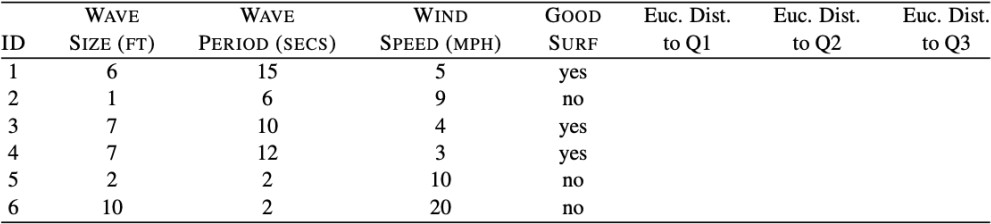 WAVE WAVE WIND GOOD Euc. Dist. Euc. Dist. Euc. Dist.
ID SIZE (FT) PERIOD (SECS) SPEED (MPH) SURF to Q1 to Q2 to Q3
1 6 15 5 yes
2 1 6 9 no
3 7 10 4 yes
4 7 12 3 yes
5 2 2 10 no
6 10 2 20 no